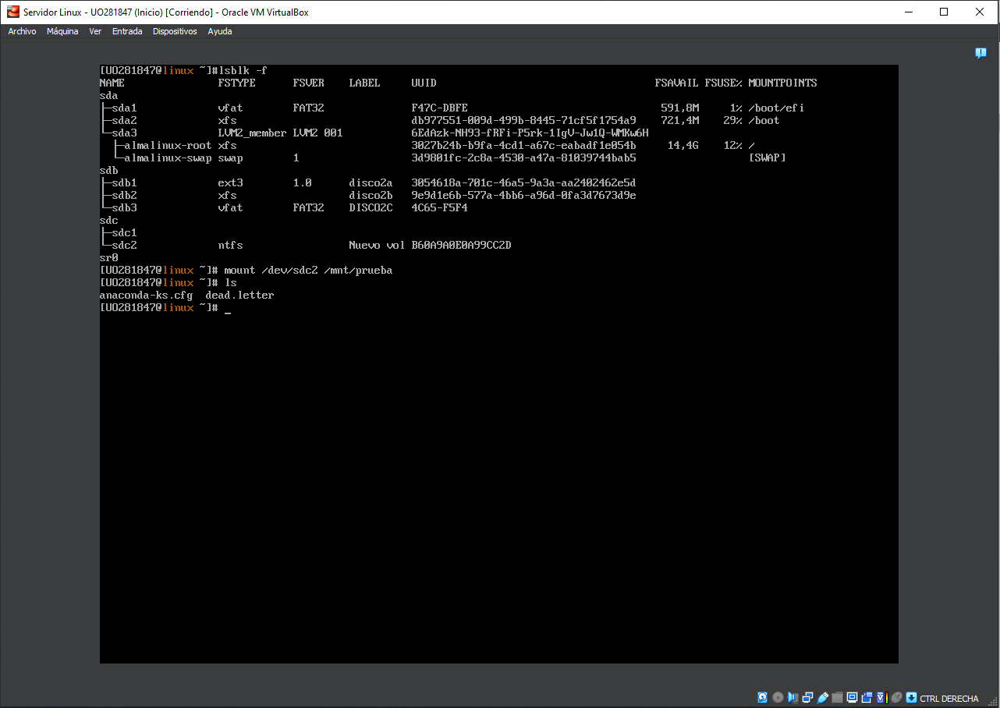 Servidor Linux - UO281847 (Inicio) [Corriendo] - Oracle VM VirtualBox
Archivo Máquina Ver Entrada Dispositivos Ayuda
[UO281847@linux ~]#lsblk -f
NAME FSTYPE FSVER LABEL UUID FSAVAIL FSUSE% MOUNTPOINTS
sda
├─sda1 vfat FAT32 F47C-DBFE 591,8M 1% /boot/efi
├─sda2 xfs db977551-009d-499b-8445-71cf5f1754a9 721,4M 29% /boot
└─sda3 LVM2_member LVM2 001 6EdAzk-NH93-fRFi-P5rk-1IgV-Jw1Q-WMKw6H
├─almalinux-root xfs 3027b24b-b9fa-4cd1-a67c-eabadf1e054b 14,4G 12% /
└─almalinux-swap swap 1 3d9801fc-2c8a-4530-a47a-81039744bab5 [SWAP]
sdb
├─sdb1 ext3 1.0 disco2a 3054618a-701c-46a5-9a3a-aa2402462e5d
├─sdb2 xfs disco2b 9e9d1e6b-577a-4bb6-a96d-0fa3d7673d9e
└─sdb3 vfat FAT32 DISCO2C 4C65-F5F4
sdc
├─sdc1
└─sdc2 ntfs Nuevo vol B60A9A0E0A99CC2D
sr0
[UO281847@linux ~]# mount /dev/sdc2 /mnt/prueba
[UO281847@linux ~]# ls
anaconda-ks.cfg dead.letter
[UO281847@linux ~]# _
CTRL DERECHA